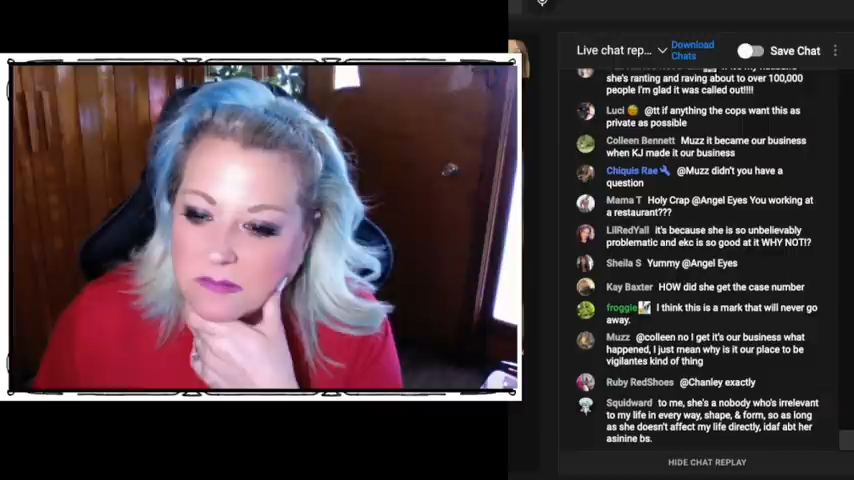 Live chat rep...
Download
Chats
Save Chat
she's ranting and raving about to over 100,000
people I'm glad it was called out!!!!
Luci @tt if anything the cops want this as
private as possible
Colleen Bennett Muzz it became our business
when KJ made it our business
Chiquis Rae @Muzz didn't you have a
question
Mama T Holy Crap @Angel Eyes You working at
a restaurant???
LilRedYall it's because she is so unbelievably
problematic and ekc is so good at it WHY NOT!?
Sheila S Yummy @Angel Eyes
Kay Baxter HOW did she get the case number
froggie I think this is a mark that will never go
away.
Muzz @colleen no I get it's our business what
happened, I just mean why is it our place to be
vigilantes kind of thing
Ruby RedShoes @Chanley exactly
Squidward to me, she's a nobody who's irrelevant
to my life in every way, shape, & form, so as long
as she doesn't affect my life directly, idaf abt her
asinine bs.
HIDE CHAT REPLAY